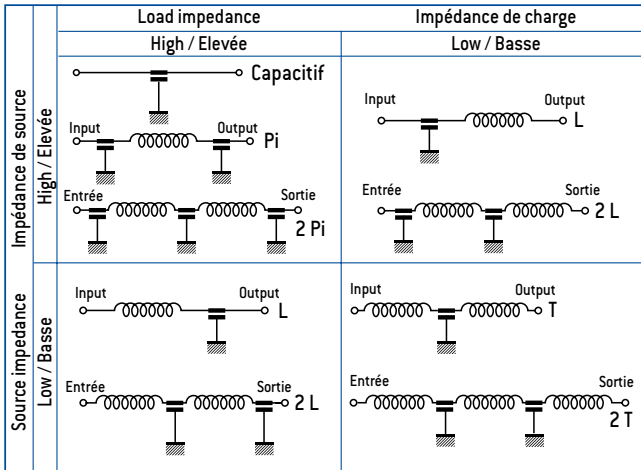 Load impedance
Impédance de charge
High / Elevée
Low / Basse
Impédance de source
High / Elevée
Capacitif
Input
Output
Pi
Entrée
Sortie
2 Pi
Input
Output
L
Entrée
Sortie
2 L
Source impedance
Low / Basse
Input
Output
L
Entrée
Sortie
2 L
Input
Output
T
Entrée
Sortie
2 T